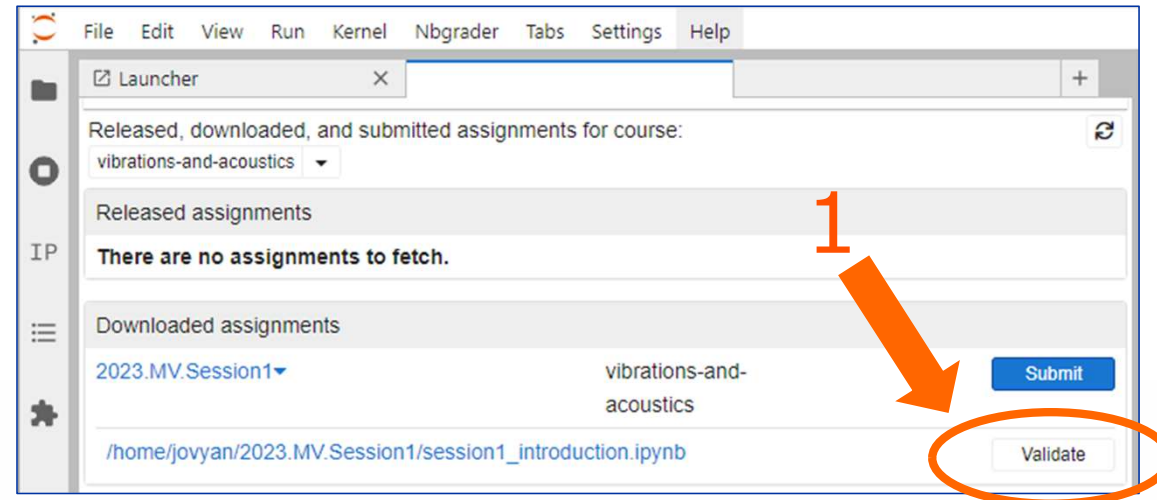 File Edit View Run Kernel Nbgrader Tabs Settings Help
Launcher
Released, downloaded, and submitted assignments for course:
vibrations-and-acoustics
Released assignments
1
IP
There are no assignments to fetch.
Downloaded assignments
2023.MV.Session1 vibrations-and-acoustics Submit
/home/jovyan/2023.MV.Session1/session1_introduction.ipynb Validate